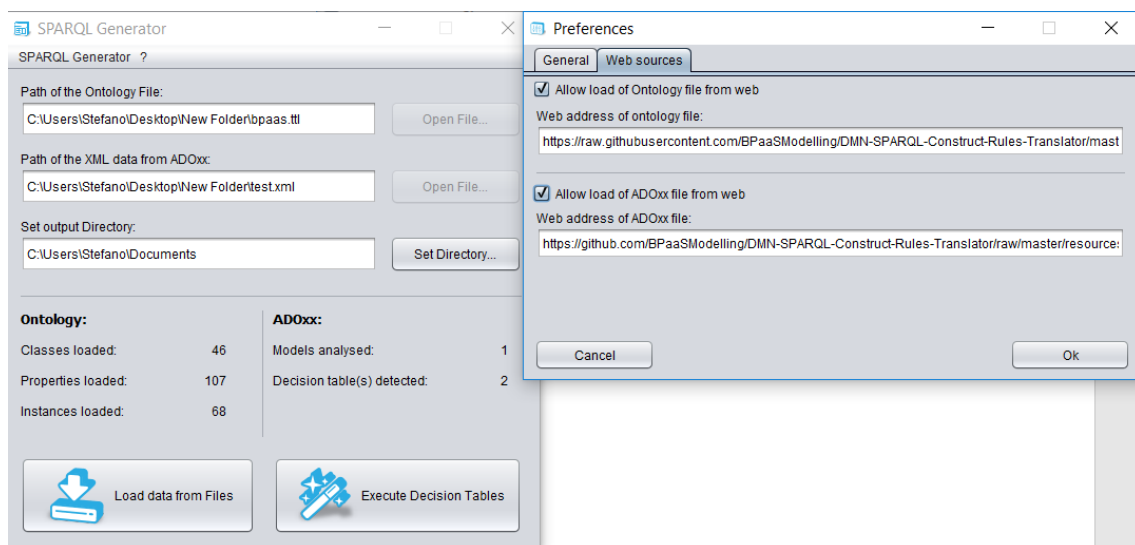 SPARQL Generator
SPARQL Generator ?
Path of the Ontology File:
C:\Users\Stefano\Desktop\New Folder\bpaas.ttl
Open File...
Path of the XML data from ADOxx:
C:\Users\Stefano\Desktop\New Folder\test.xml
Open File...
Set output Directory:
C:\Users\Stefano\Documents
Set Directory...
Ontology:
Classes loaded: 46
Properties loaded: 107
Instances loaded: 68
ADOxx:
Models analysed: 1
Decision table(s) detected: 2
Load data from Files
Execute Decision Tables
Preferences
General
Web sources
Allow load of Ontology file from web
Web address of ontology file:
https://raw.githubusercontent.com/BPaaSModelling/DMN-SPARQL-Construct-Rules-Translator/mast
Allow load of ADOxx file from web
Web address of ADOxx file:
https://github.com/BPaaSModelling/DMN-SPARQL-Construct-Rules-Translator/raw/master/resource
Cancel
Ok